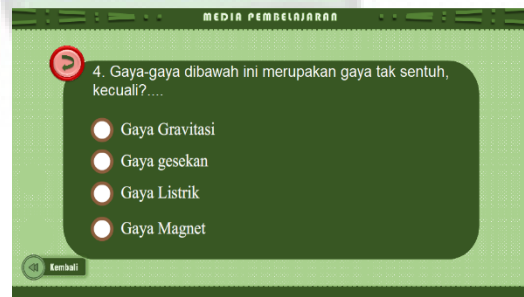 MEDIA PEMBELAJARAN
4. Gaya-gaya dibawah ini merupakan gaya tak sentuh,
kecuali?....
Gaya Gravitasi
Gaya gesekan
Gaya Listrik
Gaya Magnet
Kembali